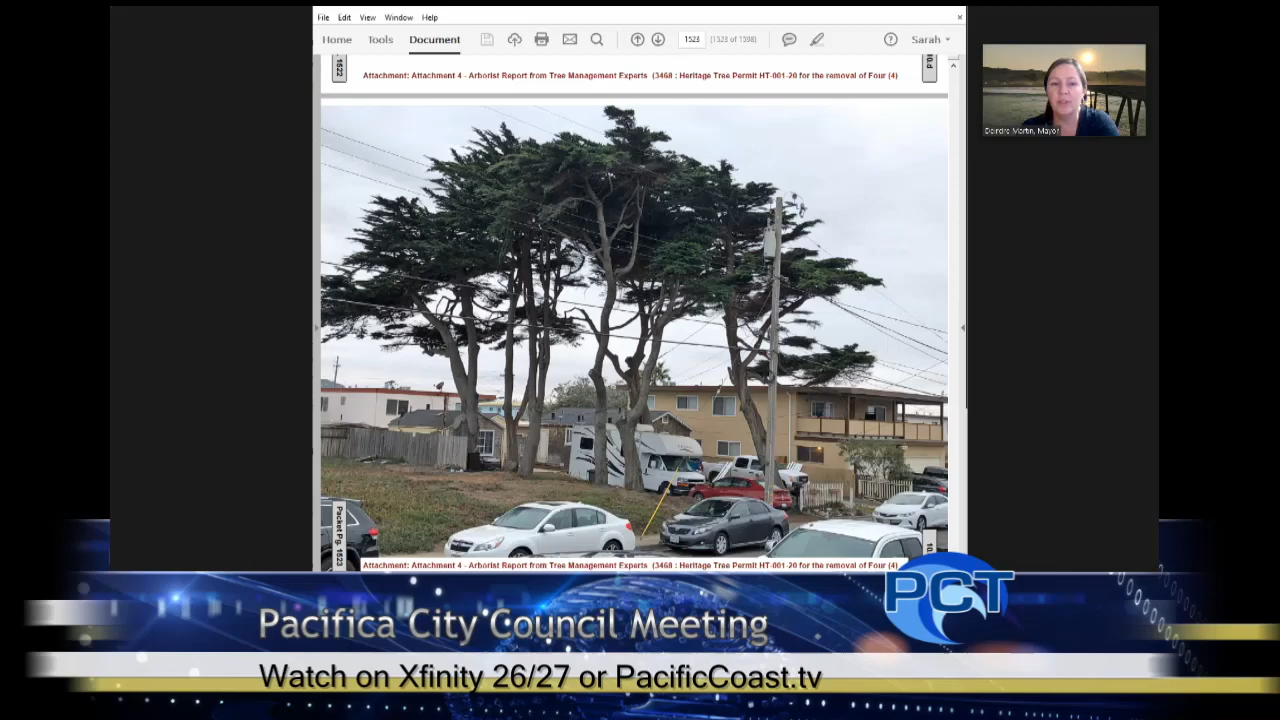 File Edit View Window Help
Home Tools Document 1523 (1523 of 1598) Sarah
1522
Attachment: Attachment 4 - Arborist Report from Tree Management Experts (3468 : Heritage Tree Permit HT-001-20 for the removal of Four (4)
Deirdre Martin, Mayor
Packet Pg. 1523
Attachment: Attachment 4 - Arborist Report from Tree Management Experts (3468 : Heritage Tree Permit HT-001-20 for the removal of Four (4)
PCT
Pacifica City Council Meeting
Watch on Xfinity 26/27 or PacificCoast.tv